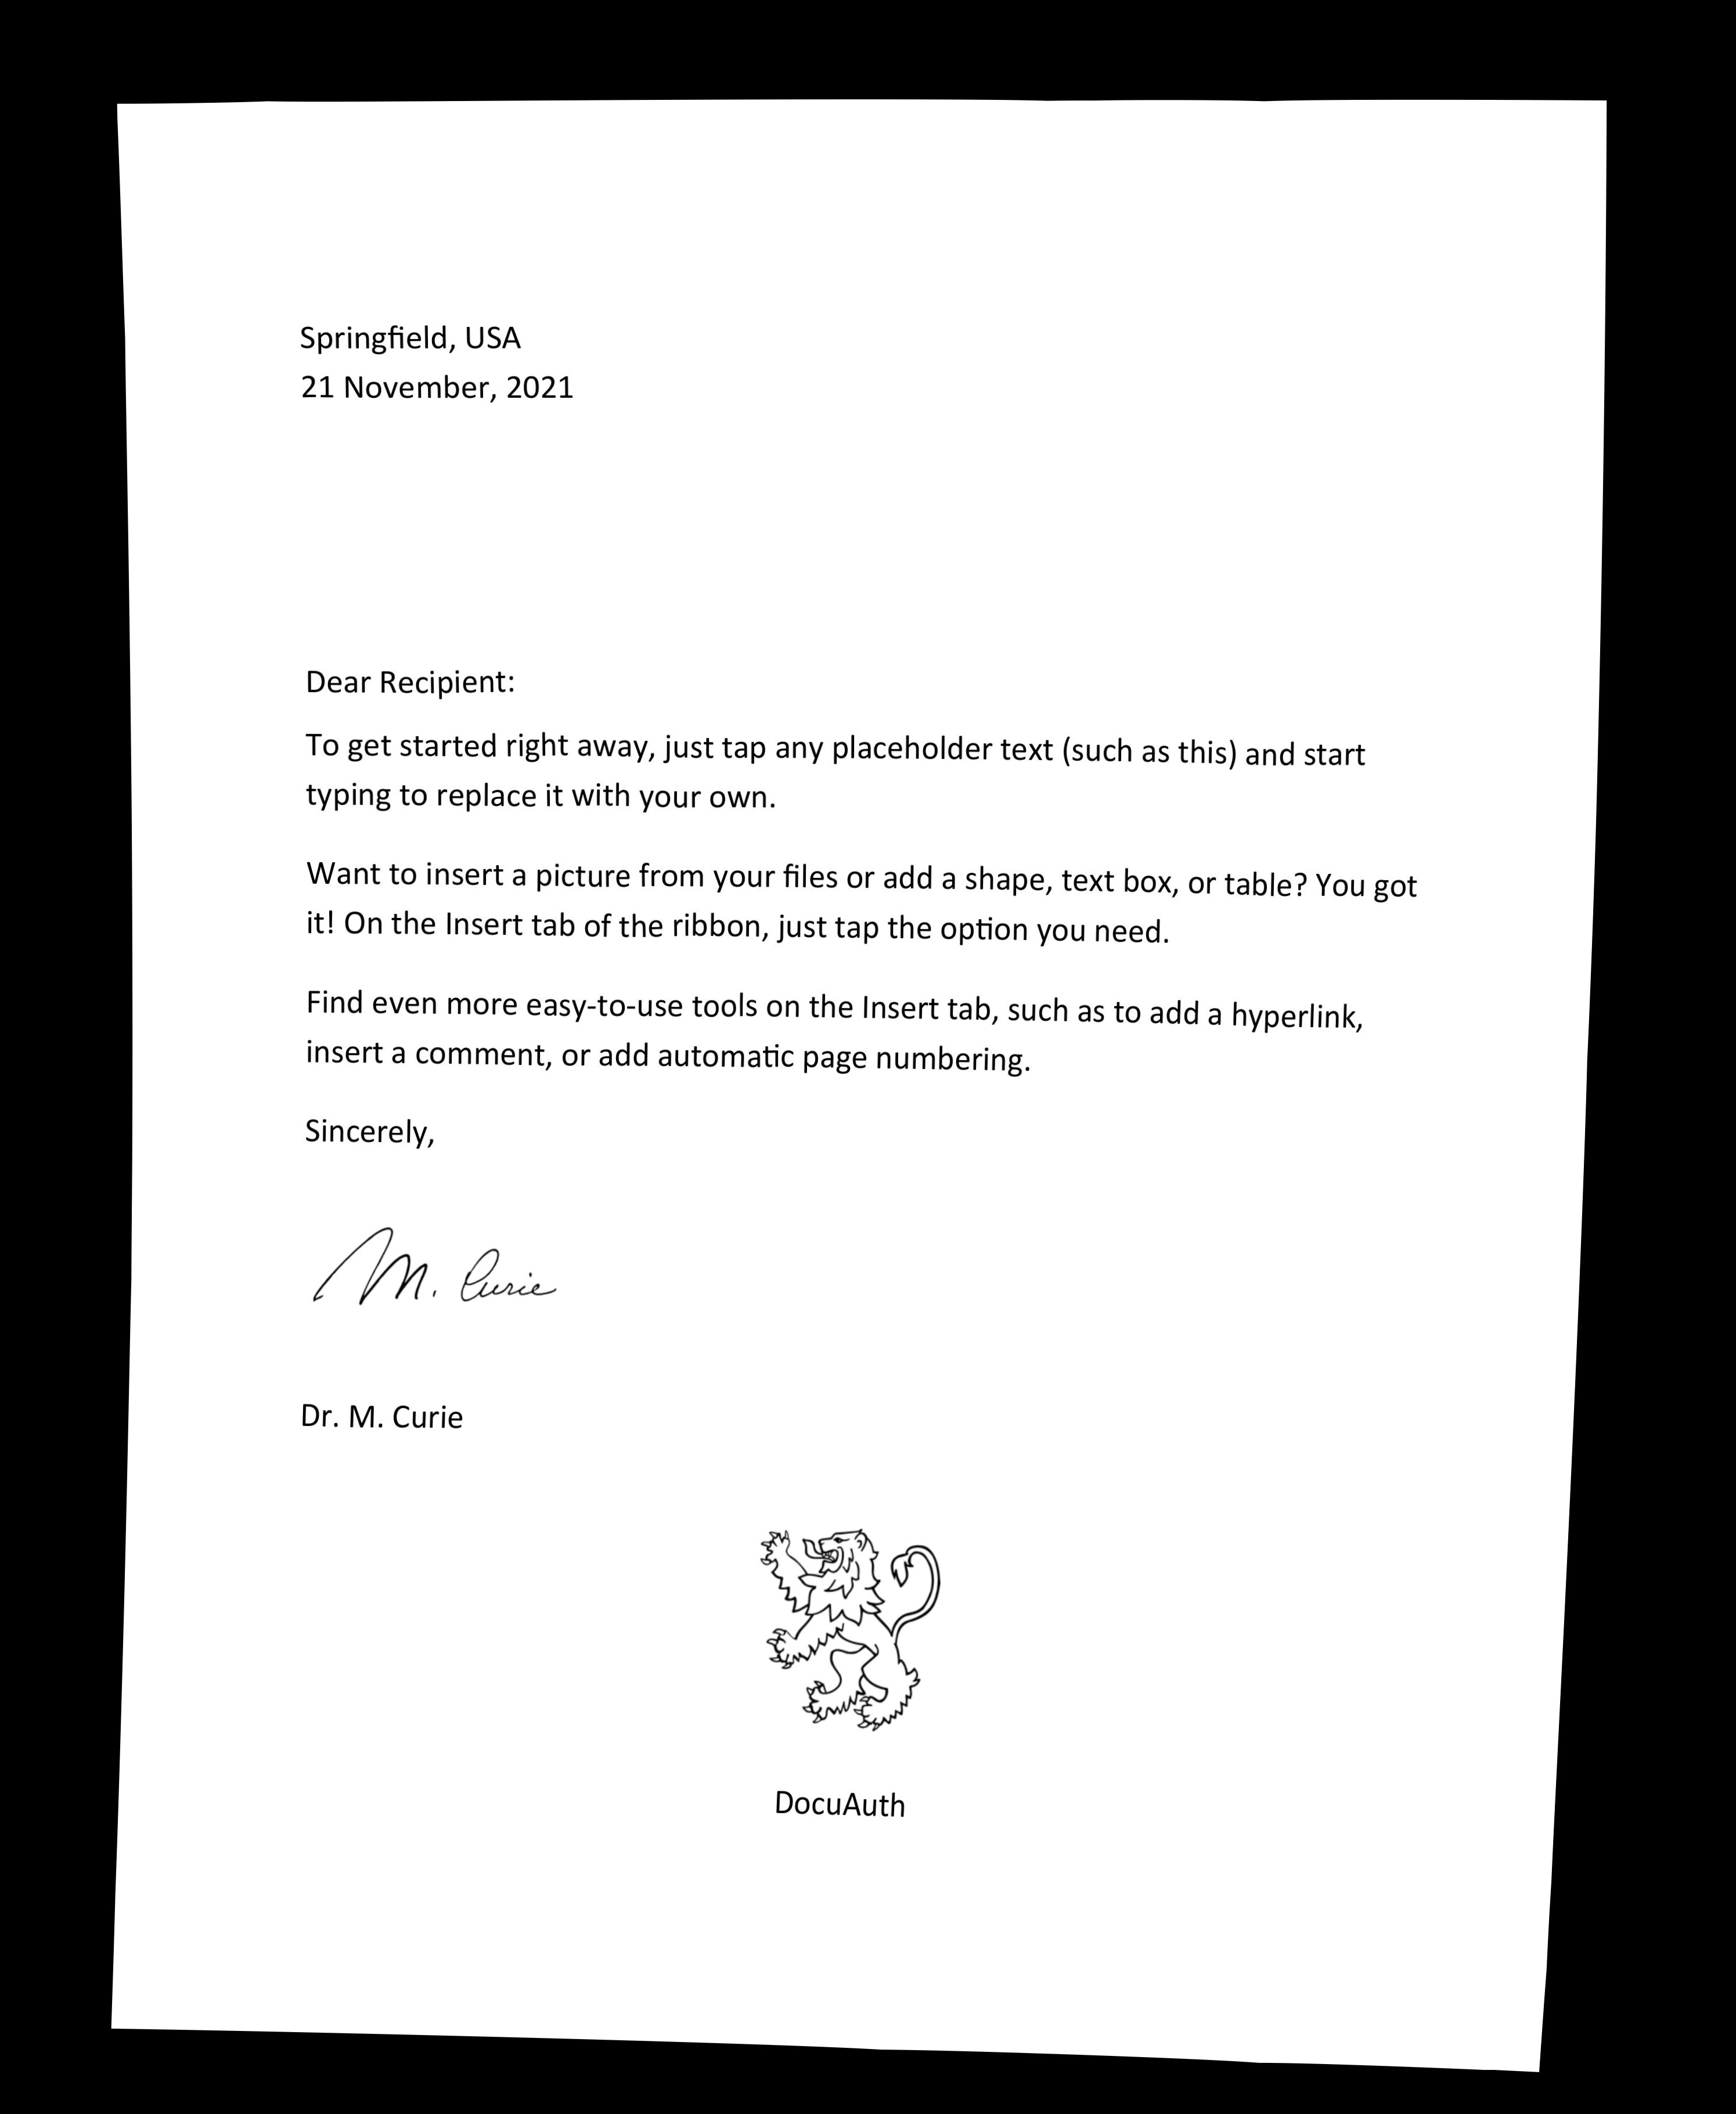 Springfield, USA
21 November, 2021
Dear Recipient:
To get started right away, just tap any placeholder text (such as this) and start
typing to replace it with your own.
Want to insert a picture from your files or add a shape, text box, or table? You got
it! On the Insert tab of the ribbon, just tap the option you need.
Find even more easy-to-use tools on the Insert tab, such as to add a hyperlink,
insert a comment, or add automatic page numbering.
Sincerely,
M. Curie
Dr. M. Curie
DocuAuth